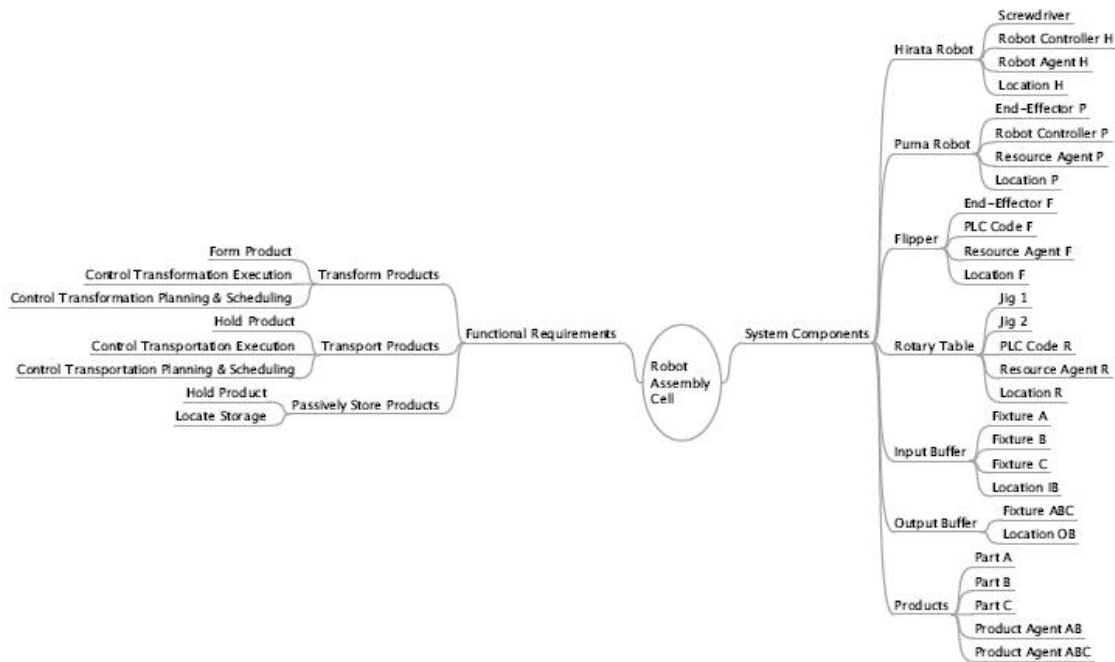 Form Product
Control Transformation Execution
Control Transformation Planning & Scheduling
Transform Products
Hold Product
Control Transportation Execution
Control Transportation Planning & Scheduling
Transport Products
Hold Product
Locate Storage
Passively Store Products
Functional Requirements
Robot
Assembly
Cell
System Components
Hirata Robot
Screwdriver
Robot Controller H
Robot Agent H
Location H
Puma Robot
End-Effector P
Robot Controller P
Resource Agent P
Location P
Flipper
End-Effector F
PLC Code F
Resource Agent F
Location F
Rotary Table
Jig 1
Jig 2
PLC Code R
Resource Agent R
Location R
Input Buffer
Fixture A
Fixture B
Fixture C
Location IB
Output Buffer
Fixture ABC
Location OB
Products
Part A
Part B
Part C
Product Agent AB
Product Agent ABC